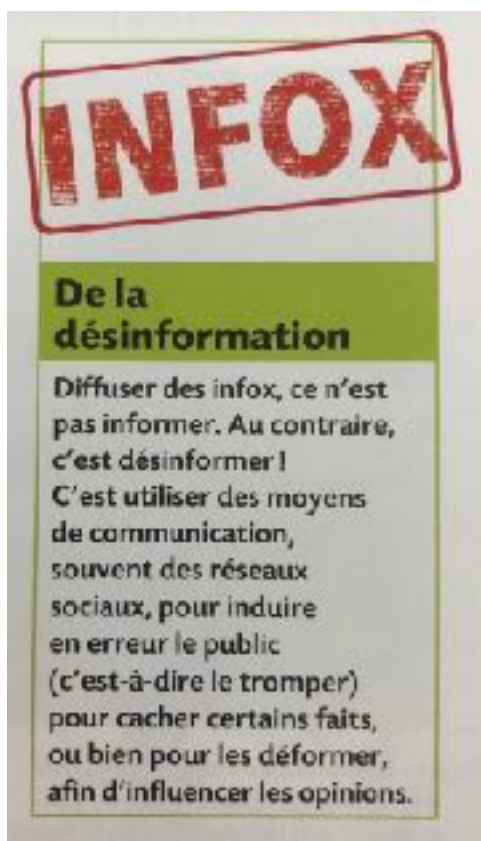 INFOX
De la
désinformation
Diffuser des infox, ce n'est
pas informer. Au contraire,
c'est désinformer !
C'est utiliser des moyens
de communication,
souvent des réseaux
sociaux, pour induire
en erreur le public
(c'est-à-dire le tromper)
pour cacher certains faits,
ou bien pour les déformer,
afin d'influencer les opinions.